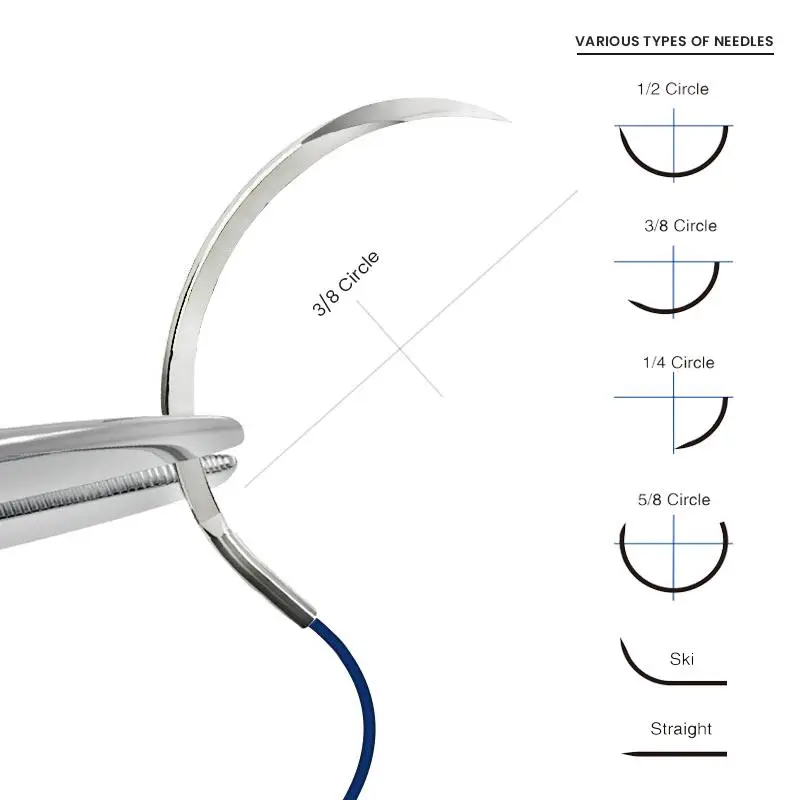 VARIOUS TYPES OF NEEDLES
1/2 Circle
3/8 Circle
3/8 Circle
1/4 Circle
5/8 Circle
Ski
Straight